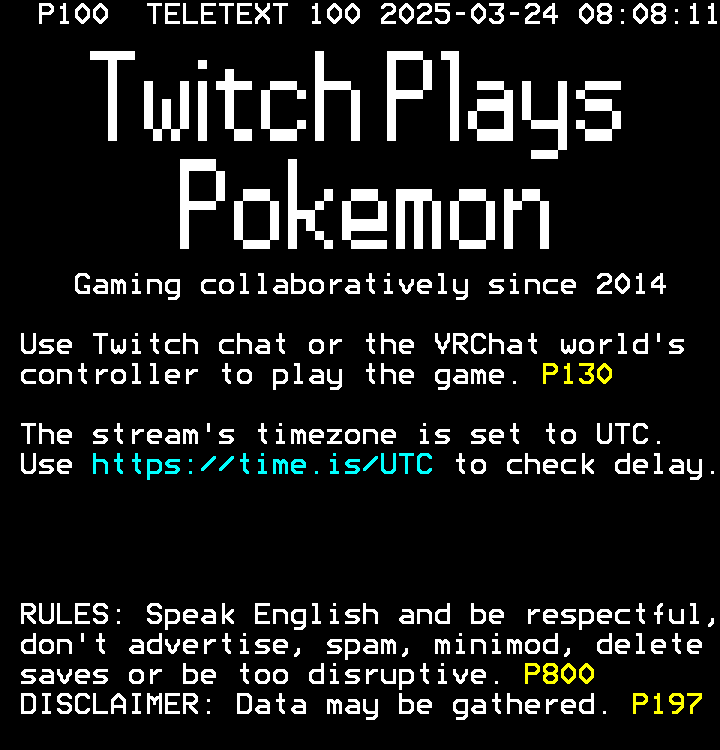 P100 TELETEXT 100 2025-03-24 08:08:11
Twitch Plays
Pokemon
Gaming collaboratively since 2014
Use Twitch chat or the VRChat world's
controller to play the game. P130
The stream's timezone is set to UTC.
Use https://time.is/UTC to check delay.
RULES: Speak English and be respectful,
don't advertise, spam, minimod, delete
saves or be too disruptive. P800
DISCLAIMER: Data may be gathered. P197